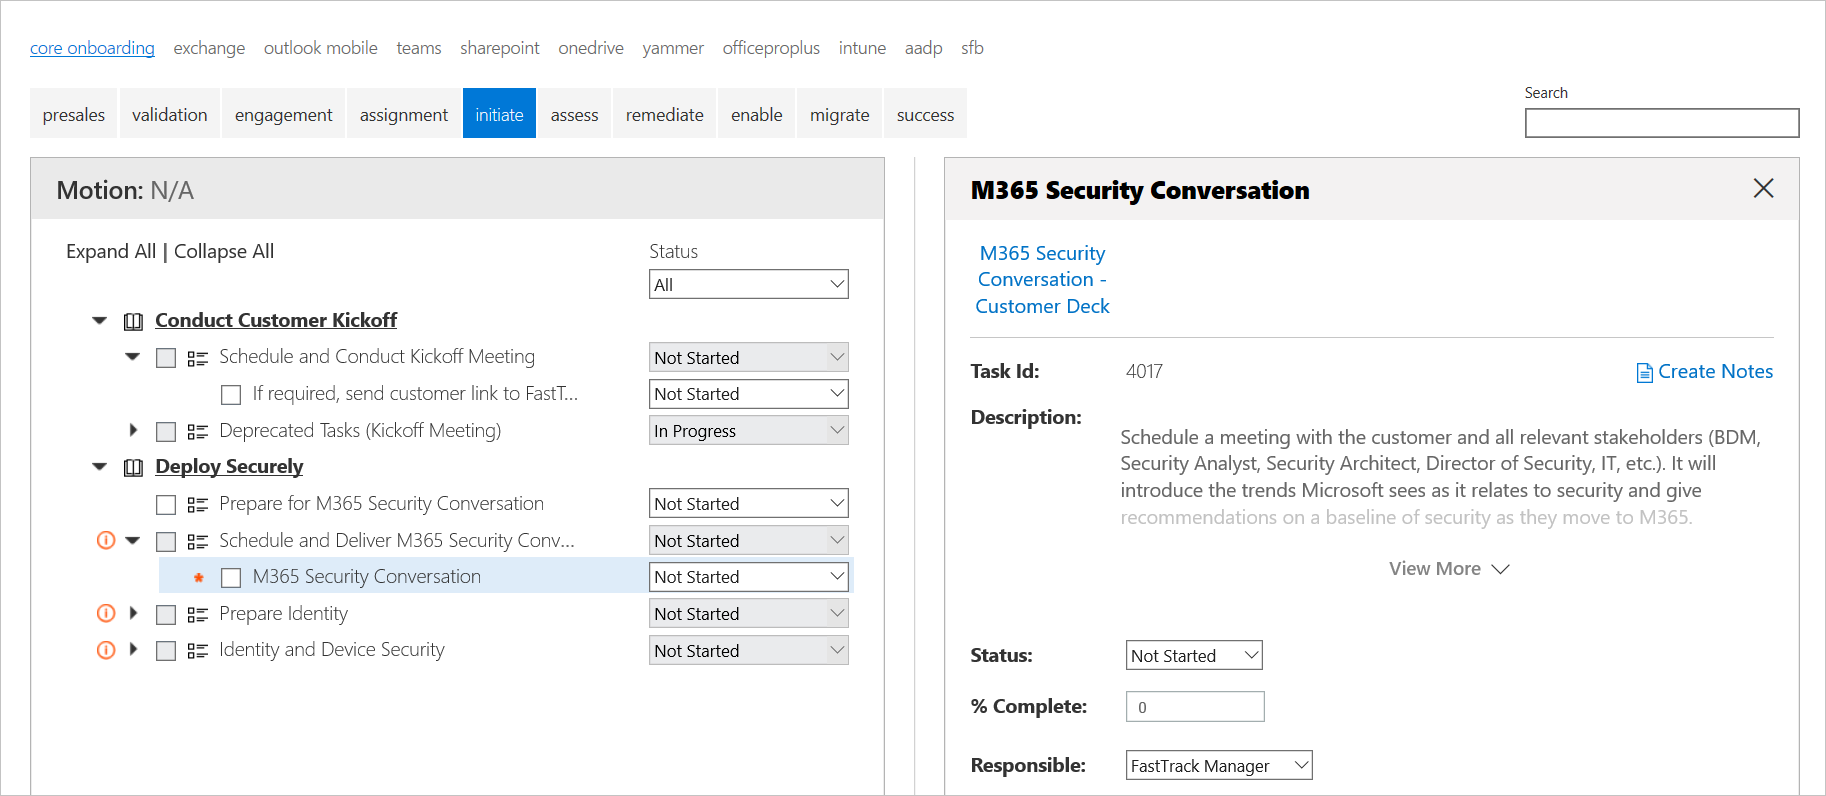 core onboarding exchange outlook mobile teams sharepoint onedrive yammer officeproplus intune aadp sfb
presales validation engagement assignment initiate assess remediate enable migrate success
Search
Motion: N/A
Expand All | Collapse All
Status
All
Conduct Customer Kickoff
Schedule and Conduct Kickoff Meeting Not Started
If required, send customer link to FastT... Not Started
Deprecated Tasks (Kickoff Meeting) In Progress
Deploy Securely
Prepare for M365 Security Conversation Not Started
Schedule and Deliver M365 Security Conv... Not Started
* M365 Security Conversation Not Started
Prepare Identity Not Started
Identity and Device Security Not Started
M365 Security Conversation
M365 Security
Conversation -
Customer Deck
Task Id: 4017 Create Notes
Description:
Schedule a meeting with the customer and all relevant stakeholders (BDM,
Security Analyst, Security Architect, Director of Security, IT, etc.). It will
introduce the trends Microsoft sees as it relates to security and give
recommendations on a baseline of security as they move to M365.
View More
Status: Not Started
% Complete: 0
Responsible: FastTrack Manager